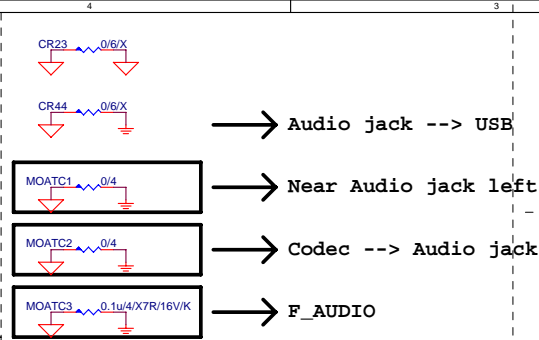 4 3
CR23 0/6/X
CR44 0/6/X
Audio jack --> USB
MOATC1 0/4
Near Audio jack left
MOATC2 0/4
Codec --> Audio jack
MOATC3 0.1u/4/X7R/16V/K
F_AUDIO